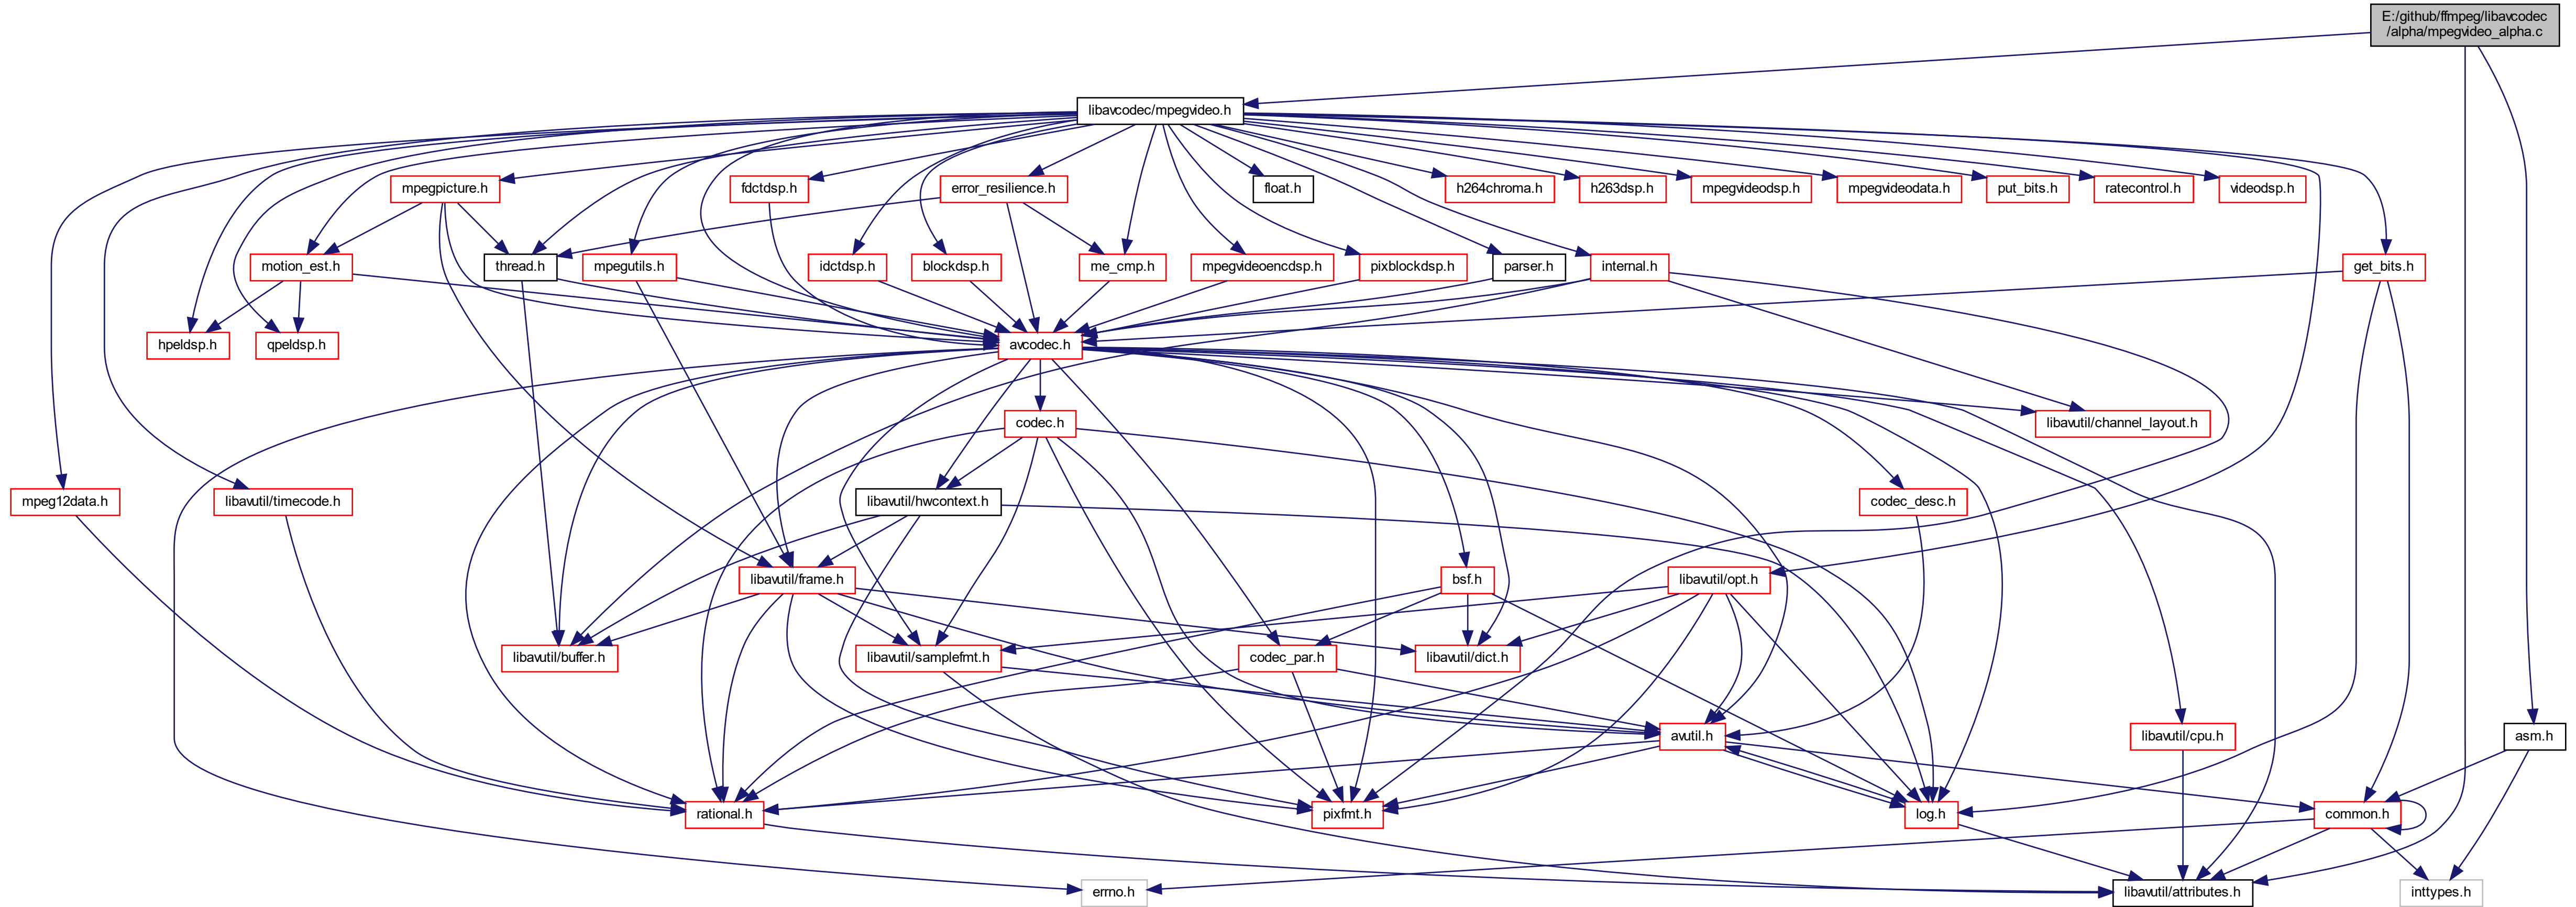 E:/github/ffmpeg/libavcodec
/alpha/mpegvideo_alpha.c
libavcodec/mpegvideo.h
mpegpicture.h
fdctdsp.h
error_resilience.h
float.h
h264chroma.h
h263dsp.h
mpegvideodsp.h
mpegvideodata.h
put_bits.h
ratecontrol.h
videodsp.h
motion_est.h
thread.h
mpegutils.h
idctdsp.h
blockdsp.h
me_cmp.h
mpegvideoencdsp.h
pixblockdsp.h
parser.h
internal.h
get_bits.h
hpeldsp.h
qpeldsp.h
avcodec.h
codec.h
libavutil/channel_layout.h
mpeg12data.h
libavutil/timecode.h
libavutil/hwcontext.h
codec_desc.h
libavutil/frame.h
bsf.h
libavutil/opt.h
libavutil/buffer.h
libavutil/samplefmt.h
codec_par.h
libavutil/dict.h
avutil.h
libavutil/cpu.h
asm.h
rational.h
pixfmt.h
log.h
common.h
errno.h
libavutil/attributes.h
inttypes.h